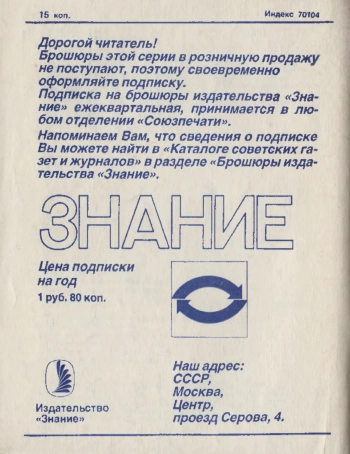 15 коп.
Индекс 70104
Дорогой читатель!
Брошюры этой серии в розничную продажу
не поступают, поэтому своевременно
оформляйте подписку.
Подписка на брошюры издательства «Зна-
ние» ежеквартальная, принимается в лю-
бом отделении «Союзпечати».
Напоминаем Вам, что сведения о подписке
Вы можете найти в «Каталоге советских га-
зет и журналов» в разделе «Брошюры изда-
тельства «Знание».
ЗНАНИЕ
Цена подписки
на год
1 руб. 80 коп.
Наш адрес:
СССР,
Москва,
Центр,
проезд Серова, 4.
Издательство
«Знание»